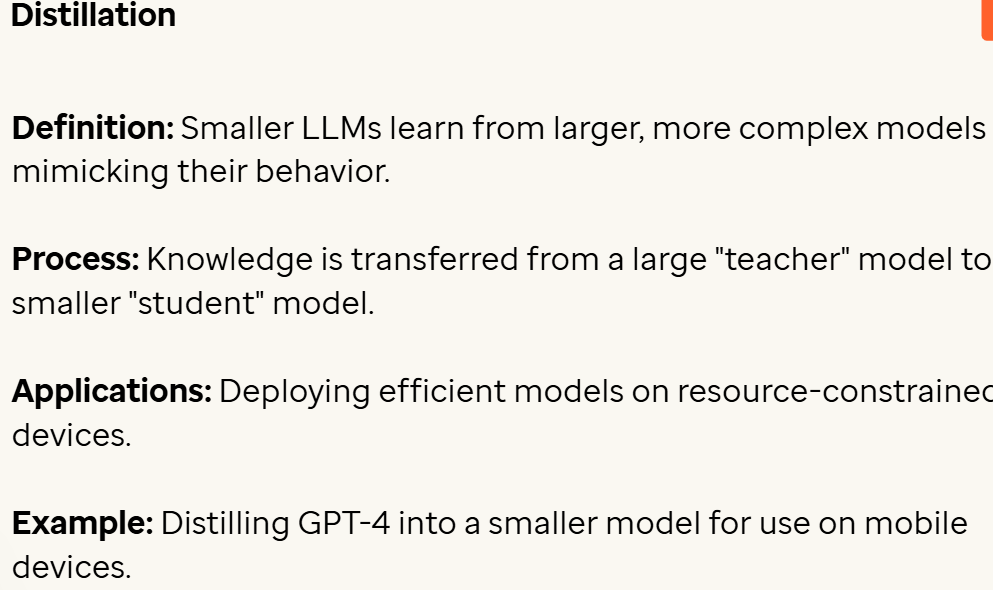 Distillation
Definition: Smaller LLMs learn from larger, more complex models
mimicking their behavior.
Process: Knowledge is transferred from a large "teacher" model to
smaller "student" model.
Applications: Deploying efficient models on resource-constrained
devices.
Example: Distilling GPT-4 into a smaller model for use on mobile
devices.